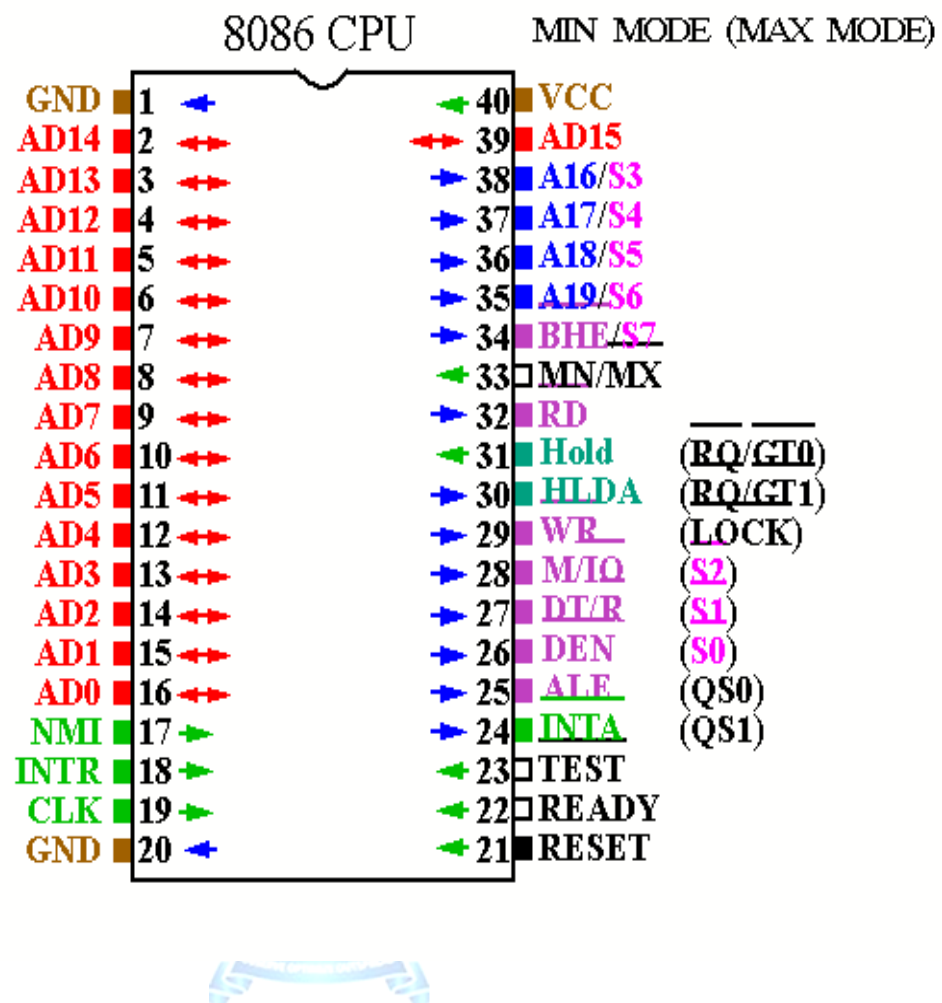 8086 CPU MIN MODE (MAX MODE)
GND 1 40 VCC
AD14 2 39 AD15
AD13 3 38 A16/S3
AD12 4 37 A17/S4
AD11 5 36 A18/S5
AD10 6 35 A19/S6
AD9 7 34 BHE/S7
AD8 8 33 MN/MX
AD7 9 32 RD
AD6 10 31 Hold (RQ/GT0)
AD5 11 30 HLDA (RQ/GT1)
AD4 12 29 WR (LOCK)
AD3 13 28 M/IO (S2)
AD2 14 27 DT/R (S1)
AD1 15 26 DEN (S0)
AD0 16 25 ALE (QS0)
NMI 17 24 INTA (QS1)
INTR 18 23 TEST
CLK 19 22 READY
GND 20 21 RESET